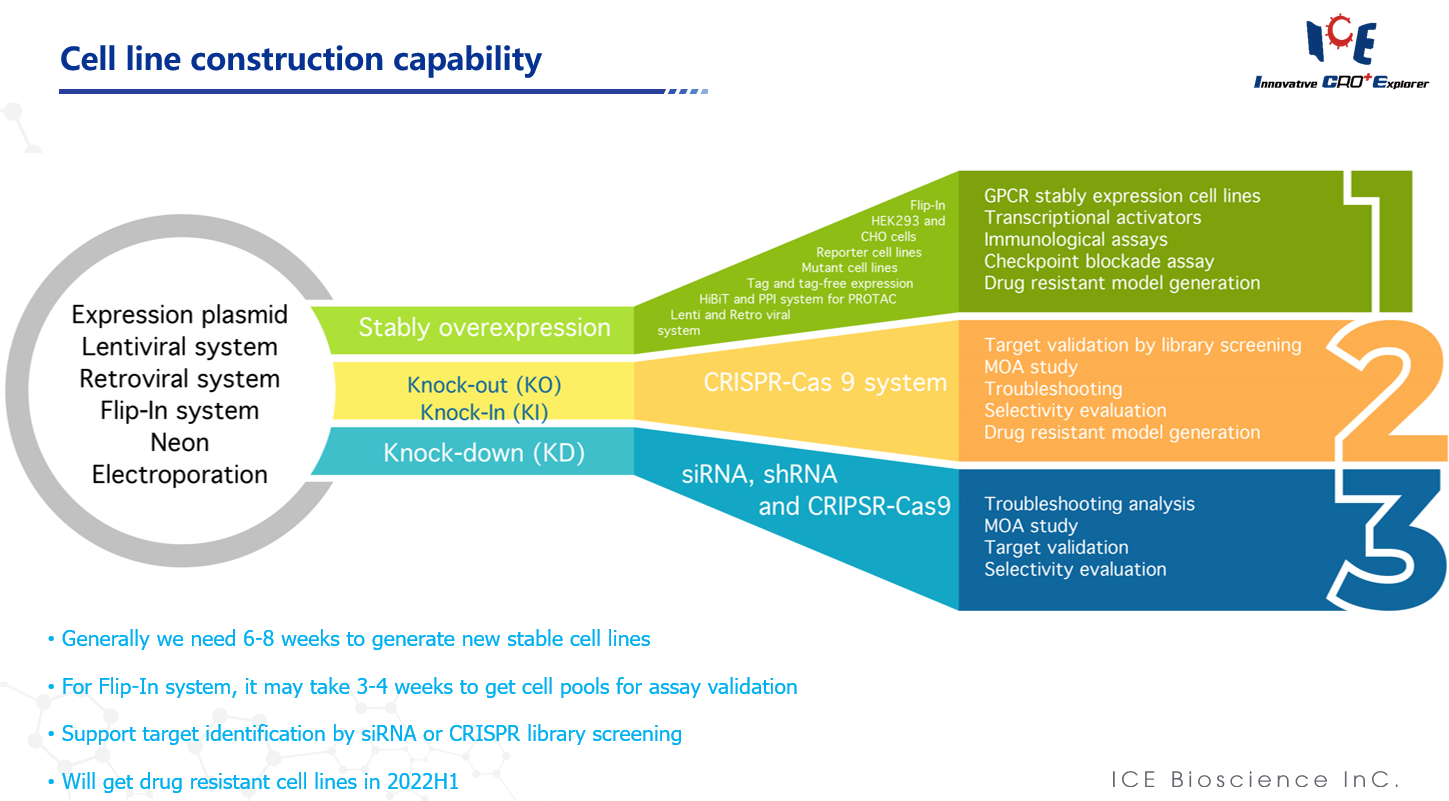 Cell line construction capability
ICE
Innovative CRO+Explorer
Expression plasmid
Lentiviral system
Retroviral system
Flip-In system
Neon
Electroporation
Stably overexpression
Knock-out (KO)
Knock-In (KI)
Knock-down (KD)
Flip-In
HEK293 and
CHO cells
Reporter cell lines
Mutant cell lines
Tag and tag-free expression
HiBiT and PPI system for PROTAC
Lenti and Retro viral
system
CRISPR-Cas 9 system
siRNA, shRNA
and CRIPSR-Cas9
GPCR stably expression cell lines
Transcriptional activators
Immunological assays
Checkpoint blockade assay
Drug resistant model generation
1
Target validation by library screening
MOA study
Troubleshooting
Selectivity evaluation
Drug resistant model generation
2
Troubleshooting analysis
MOA study
Target validation
Selectivity evaluation
3
• Generally we need 6-8 weeks to generate new stable cell lines
• For Flip-In system, it may take 3-4 weeks to get cell pools for assay validation
• Support target identification by siRNA or CRISPR library screening
• Will get drug resistant cell lines in 2022H1
ICE Bioscience InC.